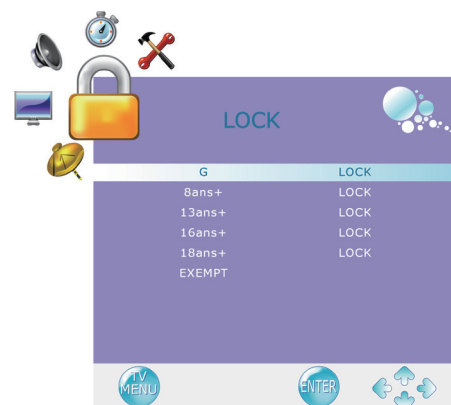 LOCK
G LOCK
8ans+ LOCK
13ans+ LOCK
16ans+ LOCK
18ans+ LOCK
EXEMPT
TV
MENU
ENTER